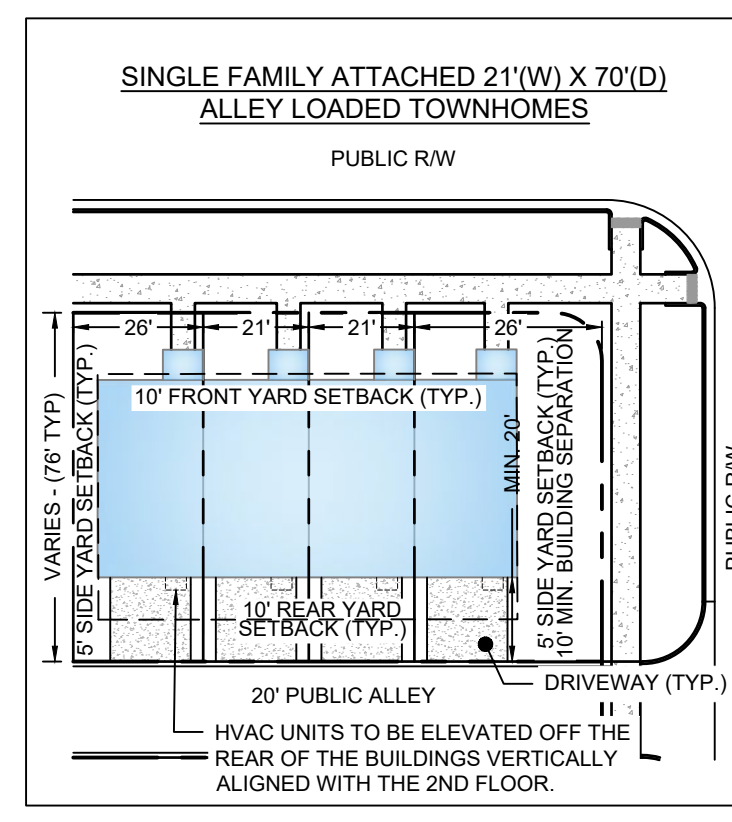 SINGLE FAMILY ATTACHED 21'(W) X 70'(D)
ALLEY LOADED TOWNHOMES
PUBLIC R/W
26'
21'
21'
26'
10' FRONT YARD SETBACK (TYP.)
VARIES - (76' TYP)
5' SIDE YARD SETBACK (TYP.)
MIN. 20'
5' SIDE YARD SETBACK (TYP.)
10' MIN. BUILDING SEPARATION
PUBLIC R/W
10' REAR YARD
SETBACK (TYP.)
DRIVEWAY (TYP.)
20' PUBLIC ALLEY
HVAC UNITS TO BE ELEVATED OFF THE
REAR OF THE BUILDINGS VERTICALLY
ALIGNED WITH THE 2ND FLOOR.